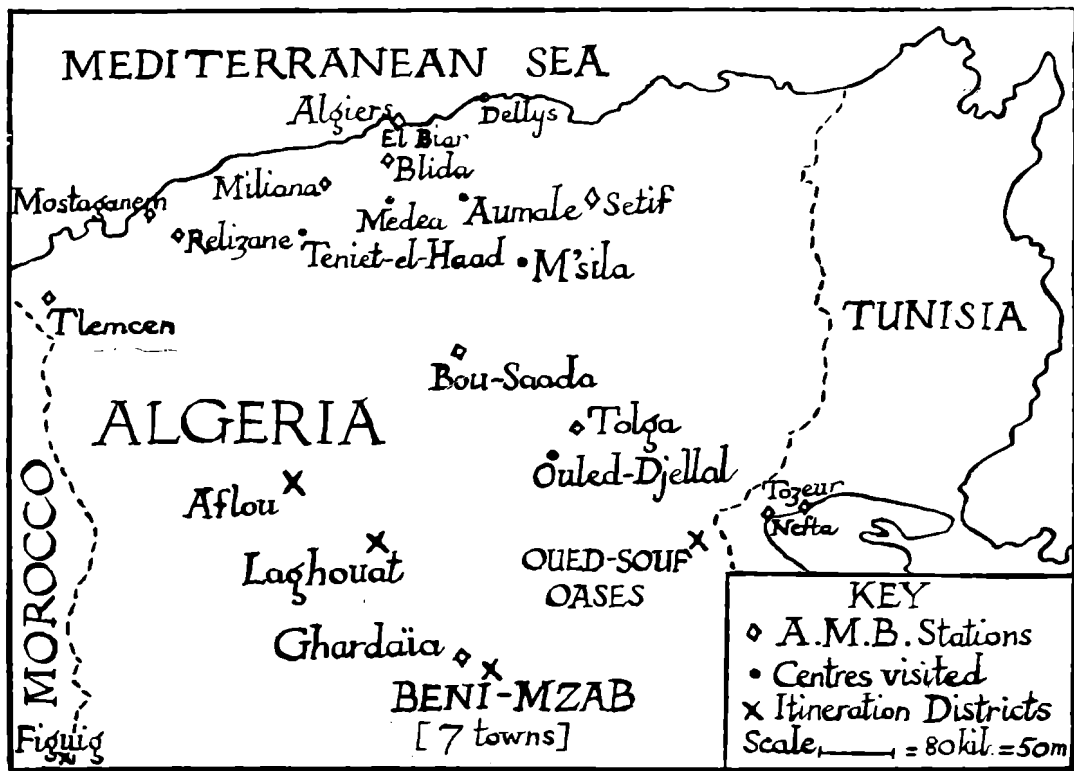 MEDITERRANEAN SEA
Algiers
Dellys
El Biar
Blida
Miliana
Mostaganem
Medea
Aumale
Setif
Relizane
Teniet-el-Haad
M'sila
Tlemcen
TUNISIA
Bou-Saada
ALGERIA
Tolga
Ouled-Djellal
Aflou
Tozeur
Nefta
MOROCCO
Laghouat
OUED-SOUF
OASES
Ghardaïa
BENI-MZAB
[7 towns]
Figuig
KEY
A.M.B. Stations
Centres visited
Itineration Districts
Scale = 80 kil. = 50m